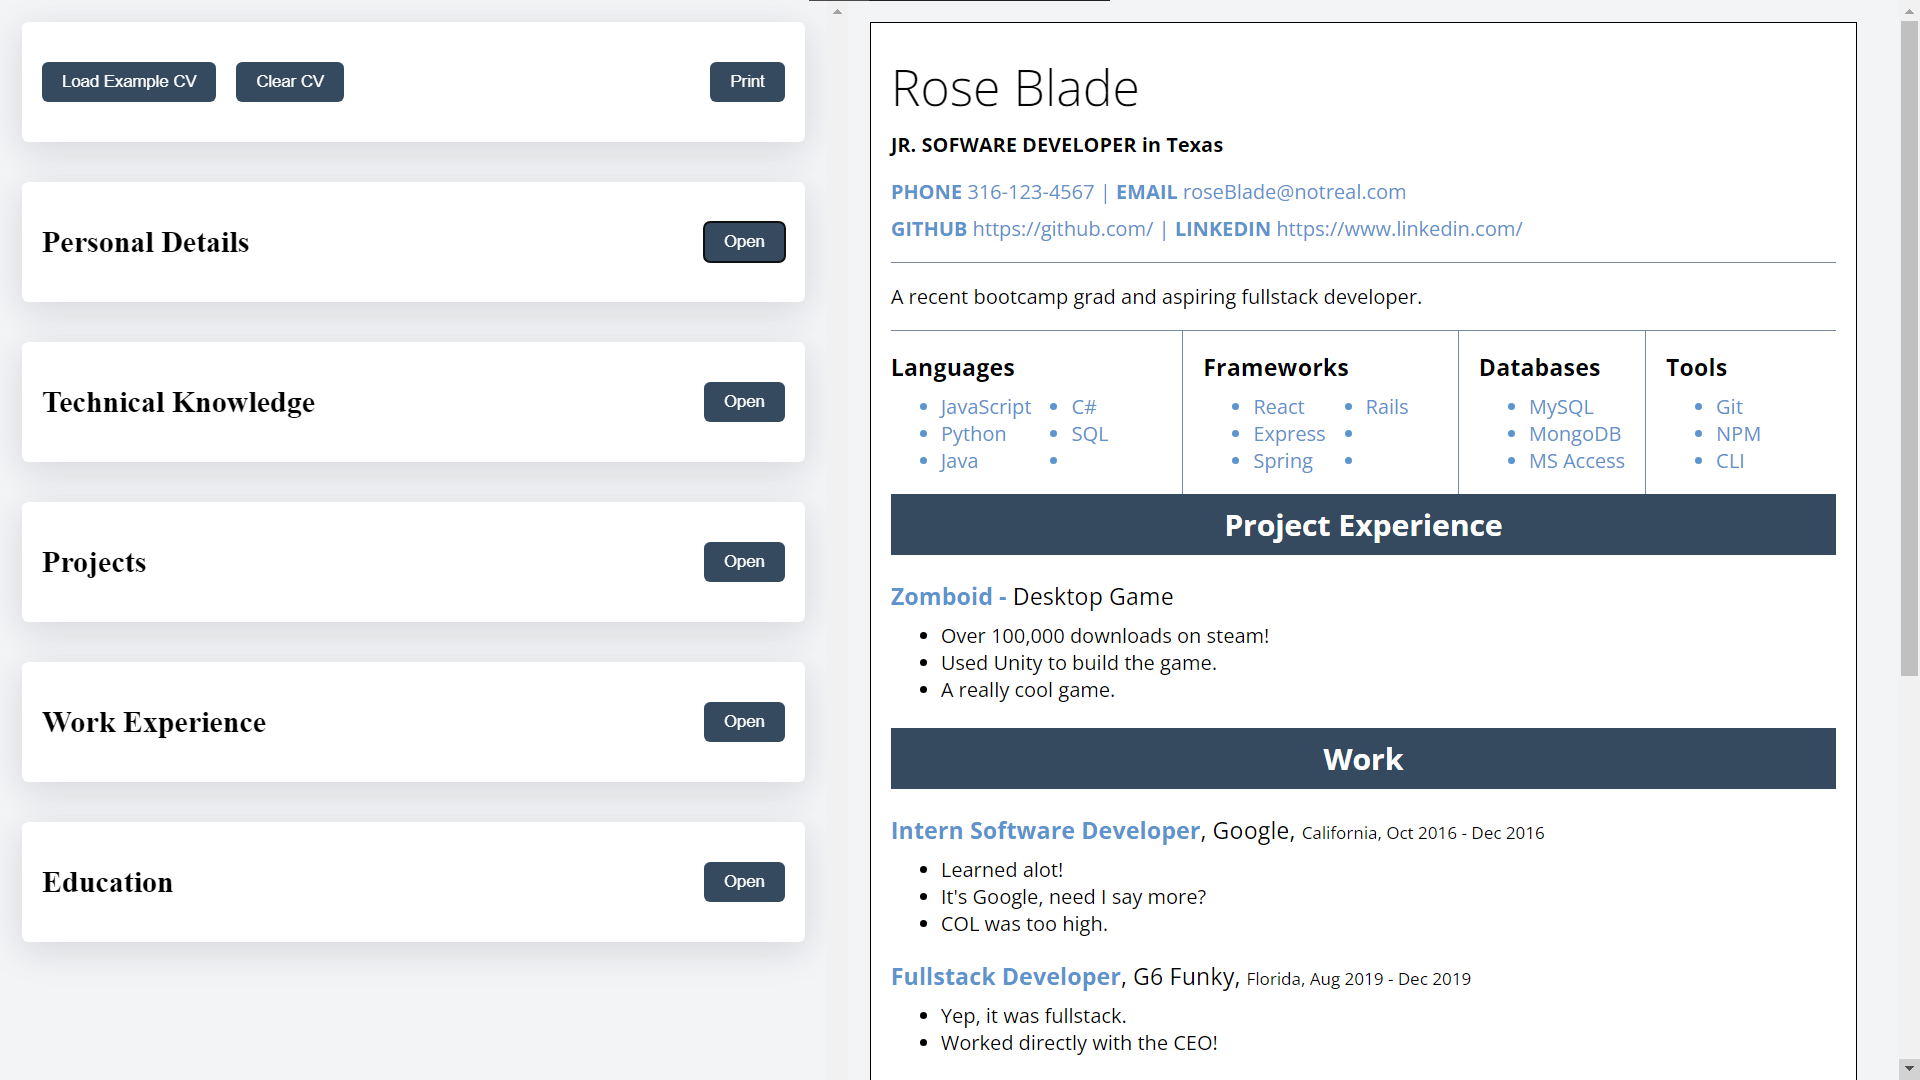 Load Example CV Clear CV Print
Personal Details Open
Technical Knowledge Open
Projects Open
Work Experience Open
Education Open
Rose Blade
JR. SOFWARE DEVELOPER in Texas
PHONE 316-123-4567 | EMAIL roseBlade@notreal.com
GITHUB https://github.com/ | LINKEDIN https://www.linkedin.com/
A recent bootcamp grad and aspiring fullstack developer.
Languages
JavaScript
Python
Java
C#
SQL
Frameworks
React
Express
Spring
Rails
Databases
MySQL
MongoDB
MS Access
Tools
Git
NPM
CLI
Project Experience
Zomboid - Desktop Game
Over 100,000 downloads on steam!
Used Unity to build the game.
A really cool game.
Work
Intern Software Developer, Google, California, Oct 2016 - Dec 2016
Learned alot!
It's Google, need I say more?
COL was too high.
Fullstack Developer, G6 Funky, Florida, Aug 2019 - Dec 2019
Yep, it was fullstack.
Worked directly with the CEO!